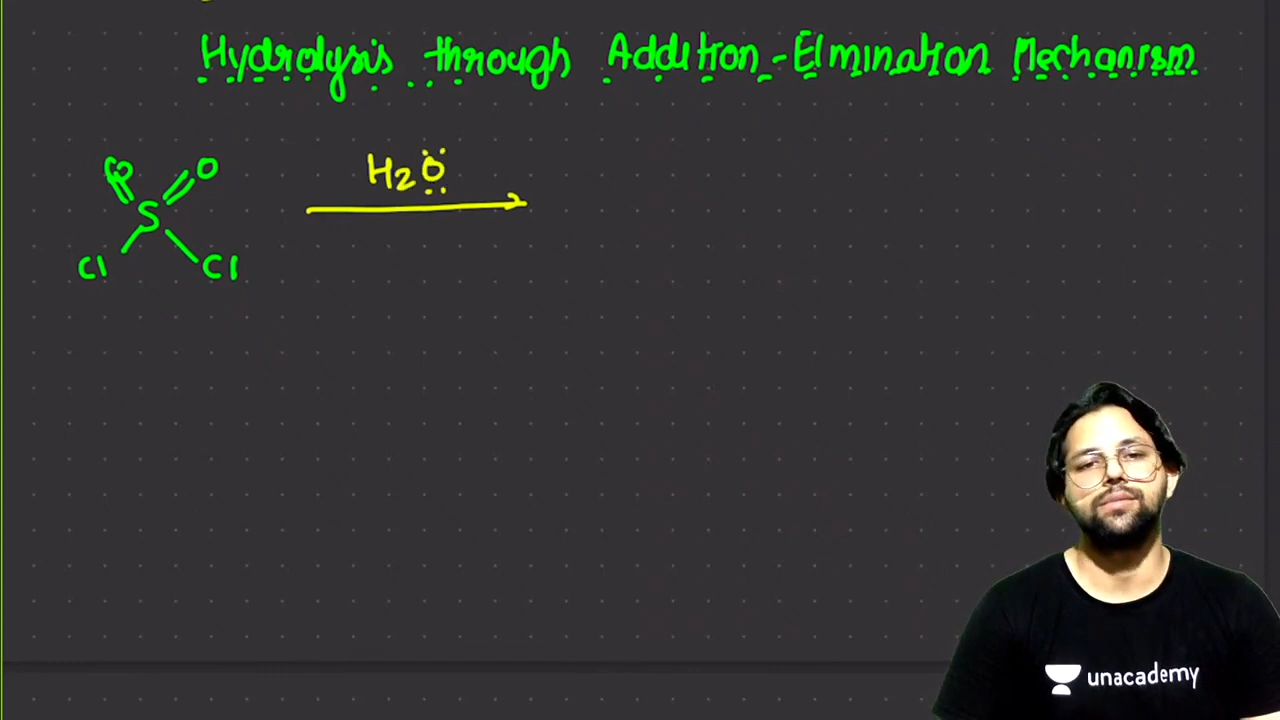 Hydrolysis through Addition-Elimination Mechanism
O O
S
Cl Cl
H2O
unacademy